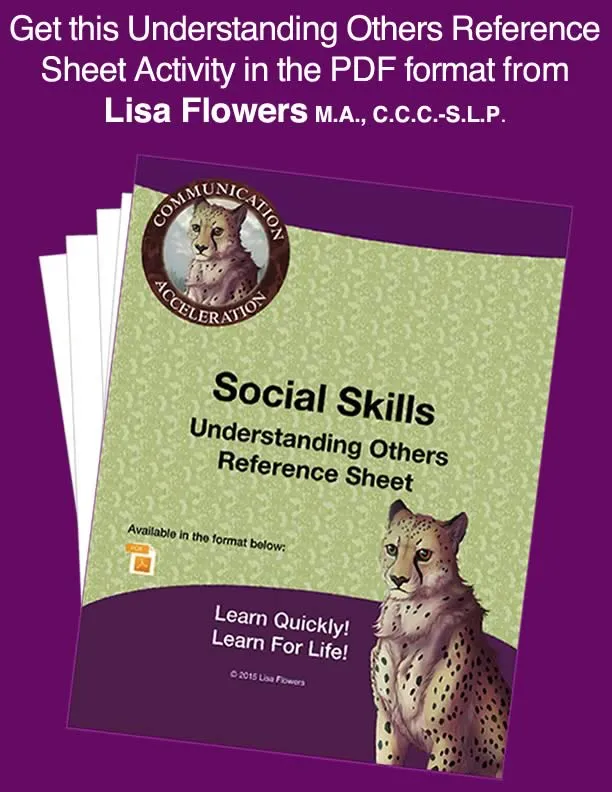 Get this Understanding Others Reference
Sheet Activity in the PDF format from
Lisa Flowers M.A., C.C.C.-S.L.P.
COMMUNICATION
ACCELERATION
Social Skills
Understanding Others
Reference Sheet
Available in the format below:
PDF
Learn Quickly!
Learn For Life!
© 2015 Lisa Flowers